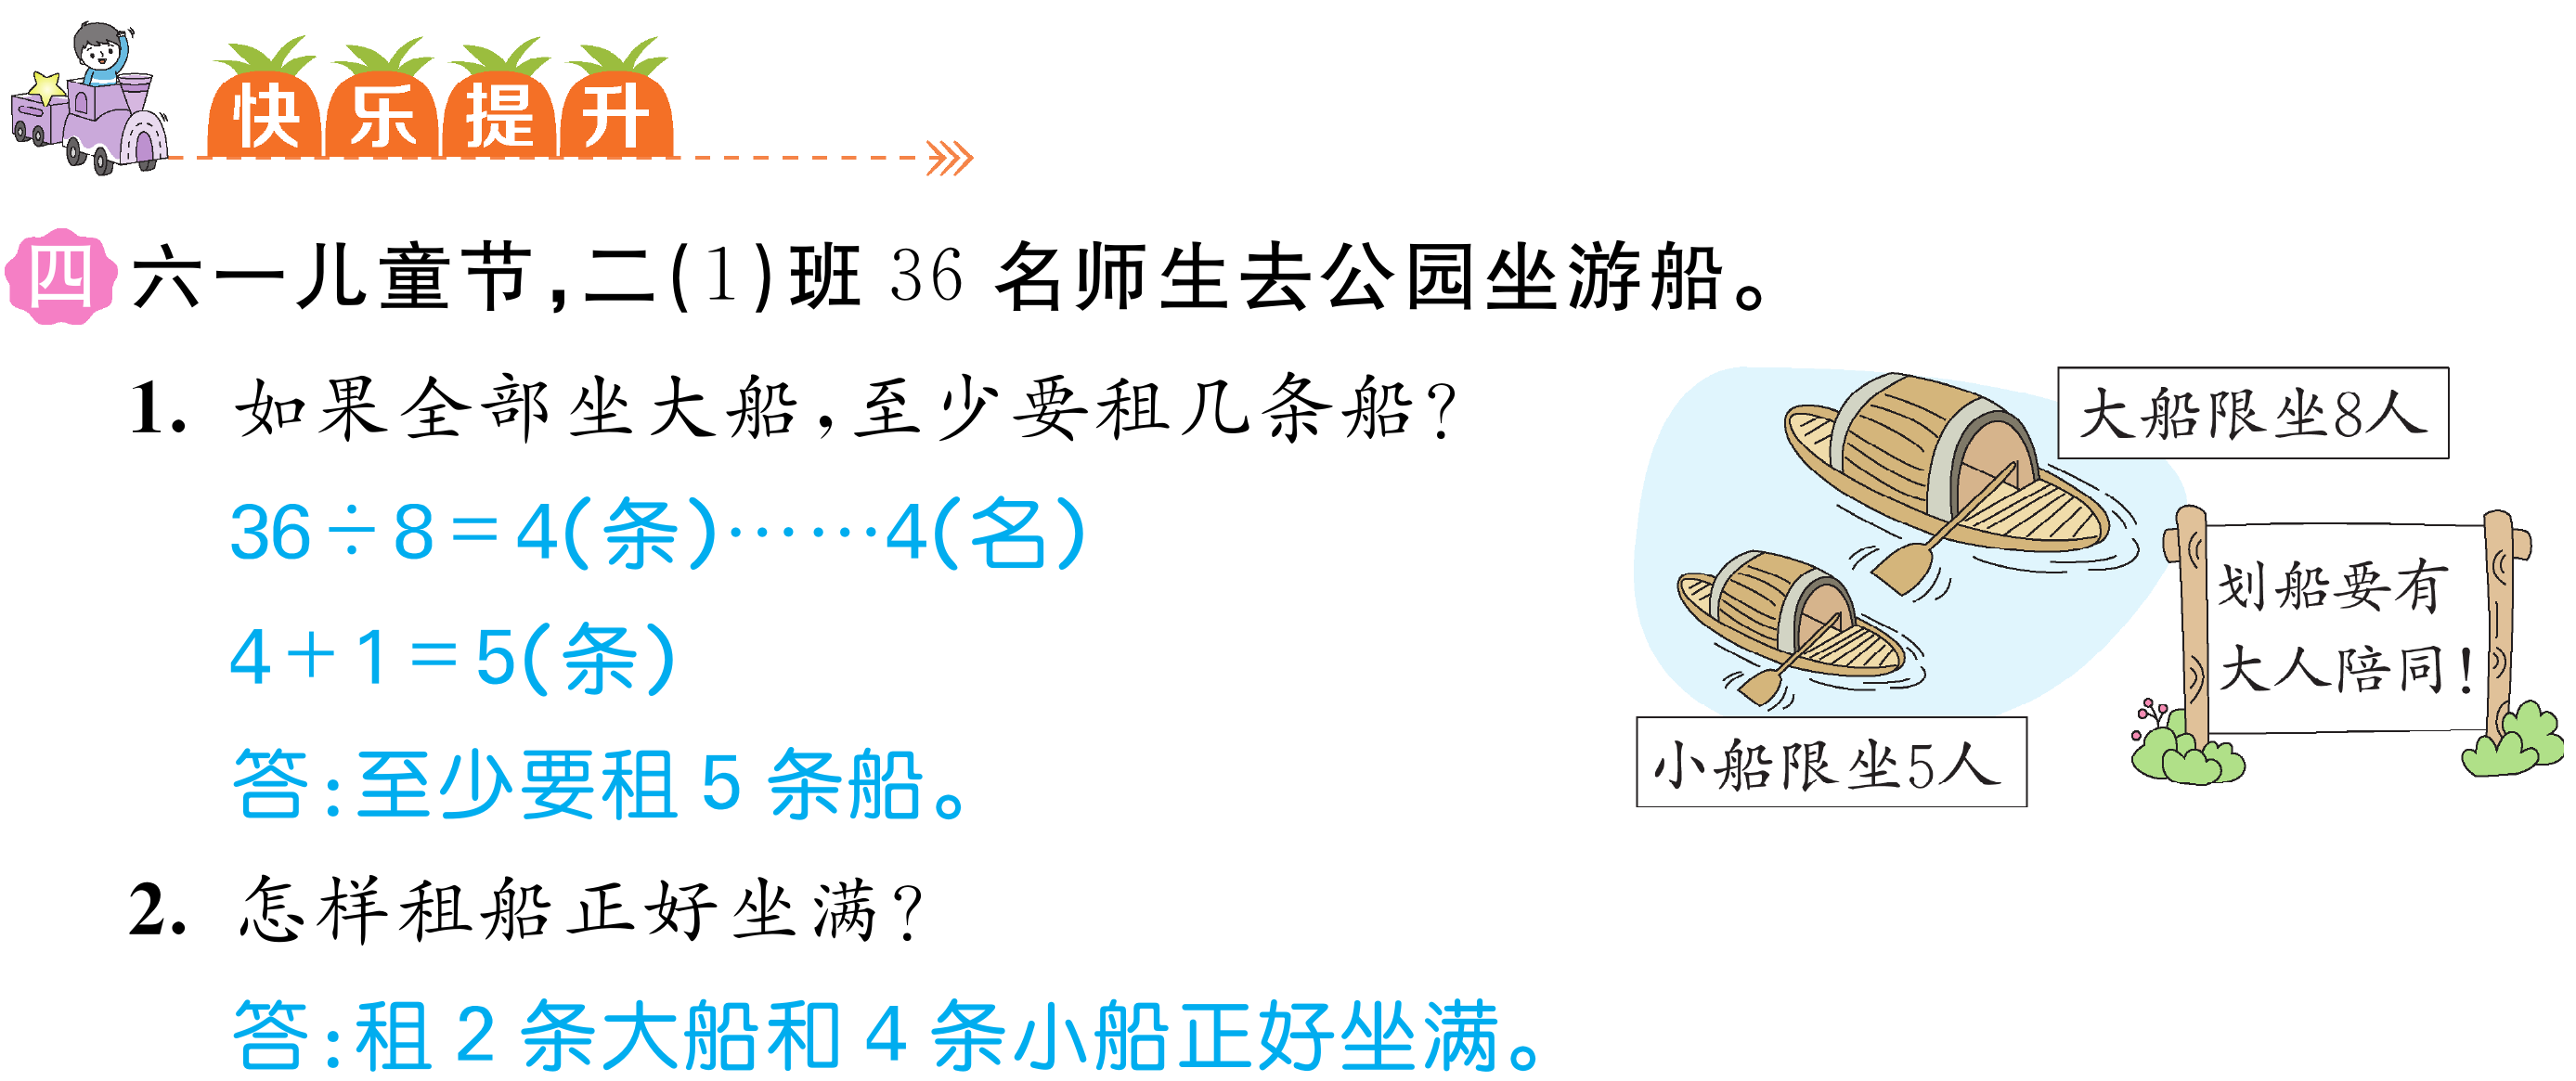 快乐提升
四 六一儿童节,二(1)班 36 名师生去公园坐游船。
1. 如果全部坐大船,至少要租几条船?
36÷8=4(条)……4(名)
4+1=5(条)
答:至少要租 5 条船。
大船限坐8人
划船要有
大人陪同!
小船限坐5人
2. 怎样租船正好坐满?
答:租 2 条大船和 4 条小船正好坐满。